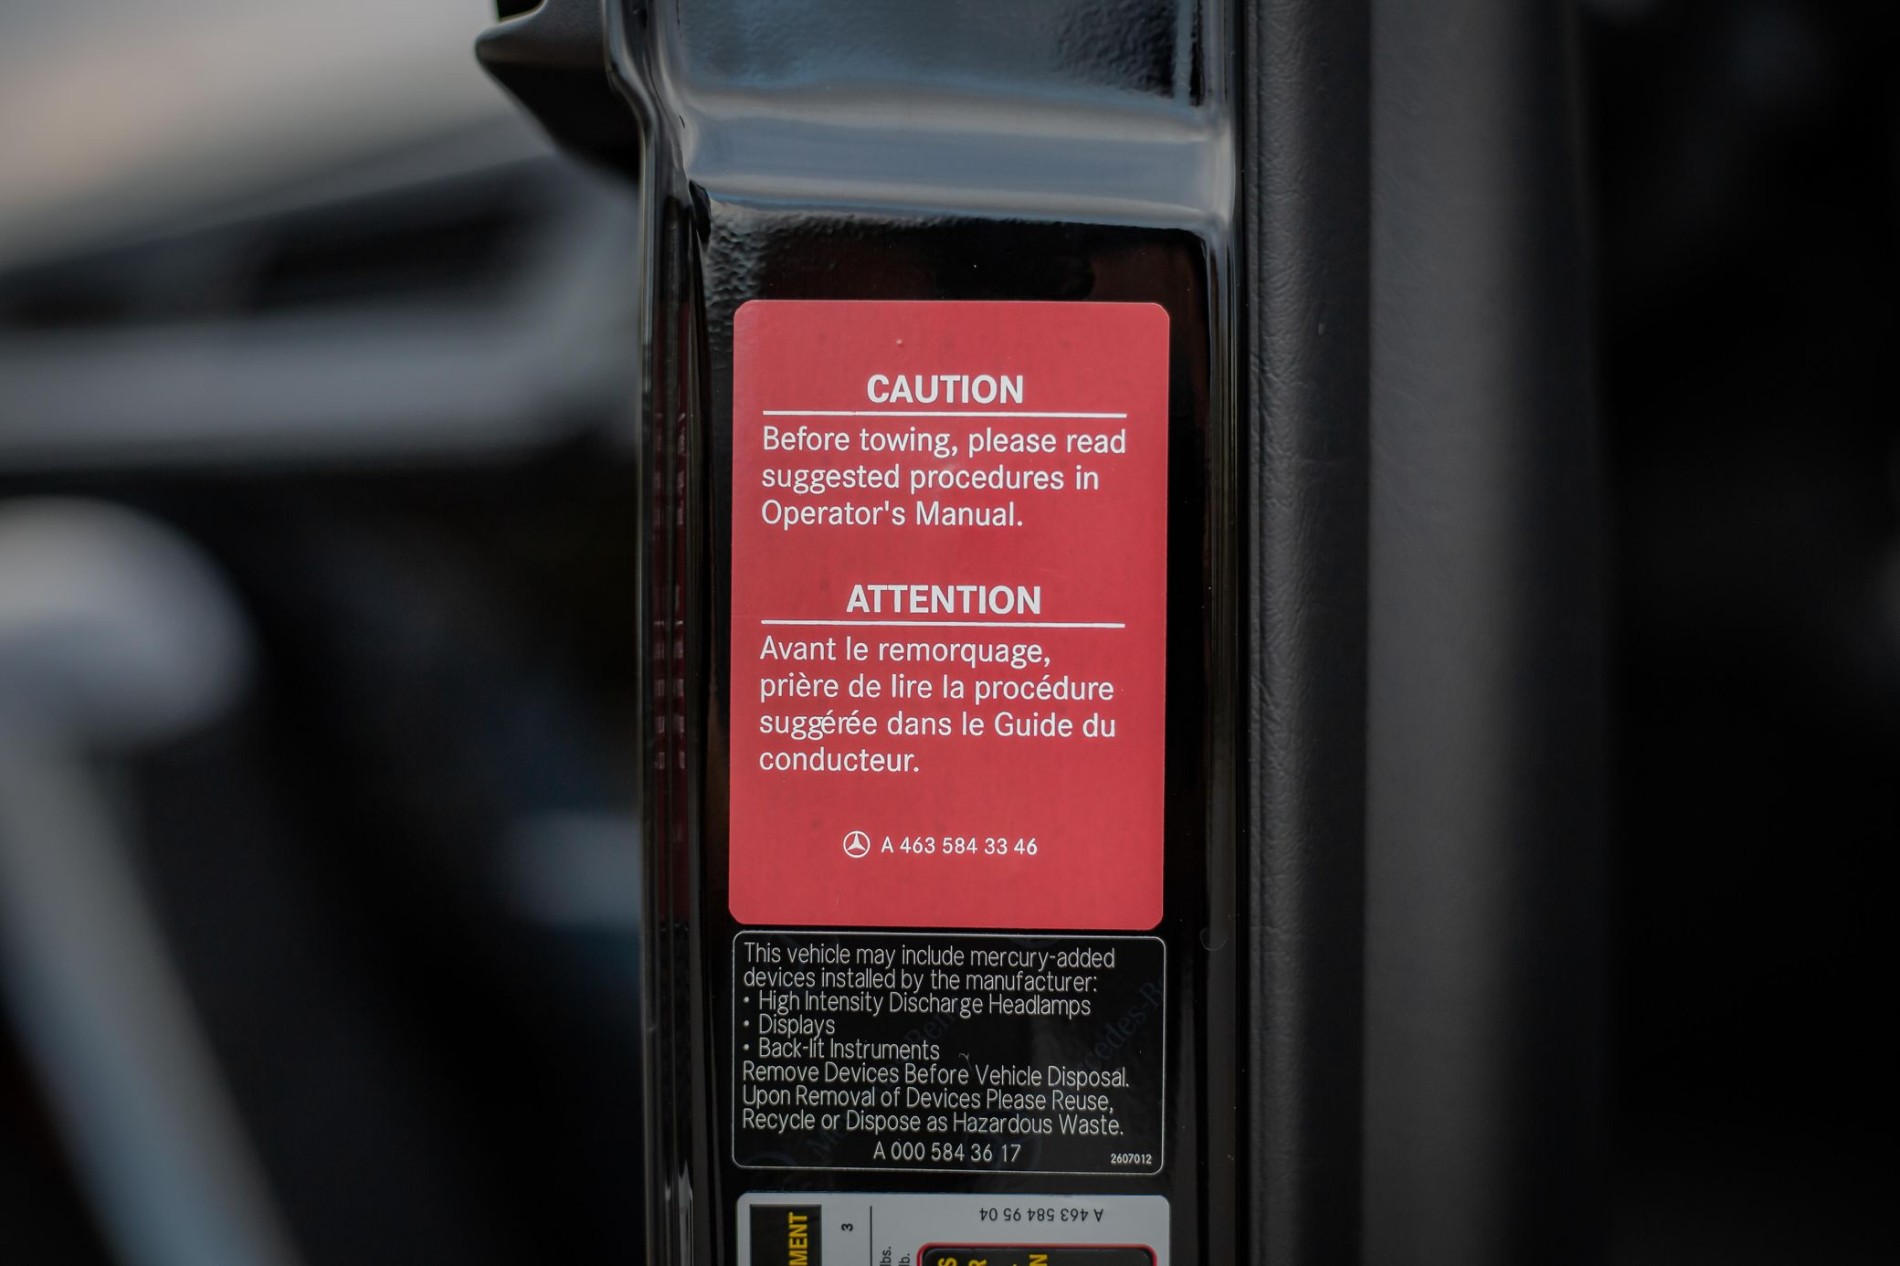 CAUTION
Before towing, please read
suggested procedures in
Operator's Manual.
ATTENTION
Avant le remorquage,
prière de lire la procédure
suggérée dans le Guide du
conducteur.
A 463 584 33 46
This vehicle may include mercury-added
devices installed by the manufacturer:
• High Intensity Discharge Headlamps
• Displays
• Back-lit Instruments
Remove Devices Before Vehicle Disposal.
Upon Removal of Devices Please Reuse,
Recycle or Dispose as Hazardous Waste.
A 000 584 36 17
2607012
A 463 584 95 04
3